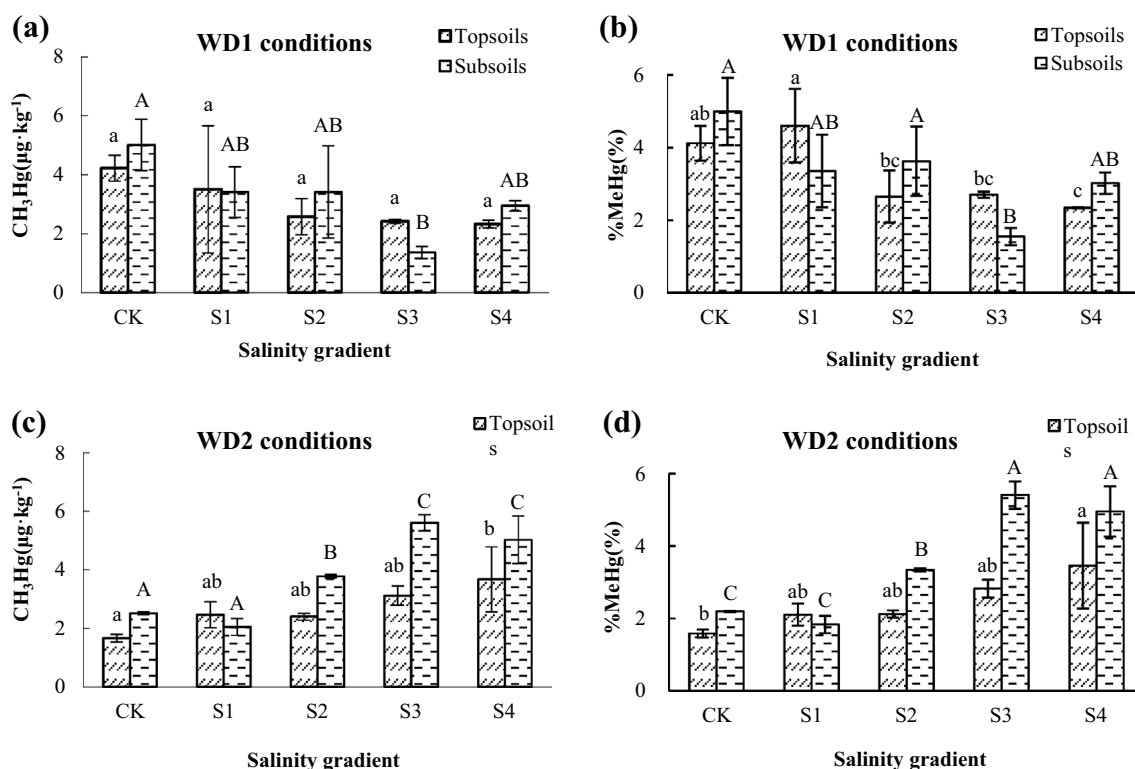 (a)
WD1 conditions
Topsoils
Subsoils
CH₃Hg(μg·kg⁻¹)
8
6
4
2
0
a
A
a
AB
a
AB
a
B
a
AB
CK
S1
S2
S3
S4
Salinity gradient
(b)
WD1 conditions
Topsoils
Subsoils
%MeHg(%)
6
4
2
0
ab
A
a
AB
bc
A
bc
B
c
AB
CK
S1
S2
S3
S4
Salinity gradient
(c)
WD2 conditions
Topsoil
s
CH₃Hg(μg·kg⁻¹)
8
6
4
2
0
a
A
ab
A
ab
B
ab
C
b
C
CK
S1
S2
S3
S4
Salinity gradient
(d)
WD2 conditions
Topsoil
s
%MeHg(%)
6
4
2
0
b
C
ab
C
ab
B
ab
A
a
A
CK
S1
S2
S3
S4
Salinity gradient